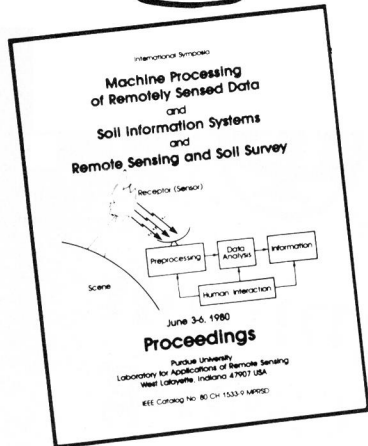 International Symposia
Machine Processing
of Remotely Sensed Data
and
Soil Information Systems
and
Remote Sensing and Soil Survey
Receptor (Sensor)
Preprocessing
Data
Analysis
Information
Scene
Human Interaction
June 3-6, 1980
Proceedings
Purdue University
Laboratory for Applications of Remote Sensing
West Lafayette, Indiana 47907 USA
IEEE Catalog No. 80 CH 1533-9 MPRSD